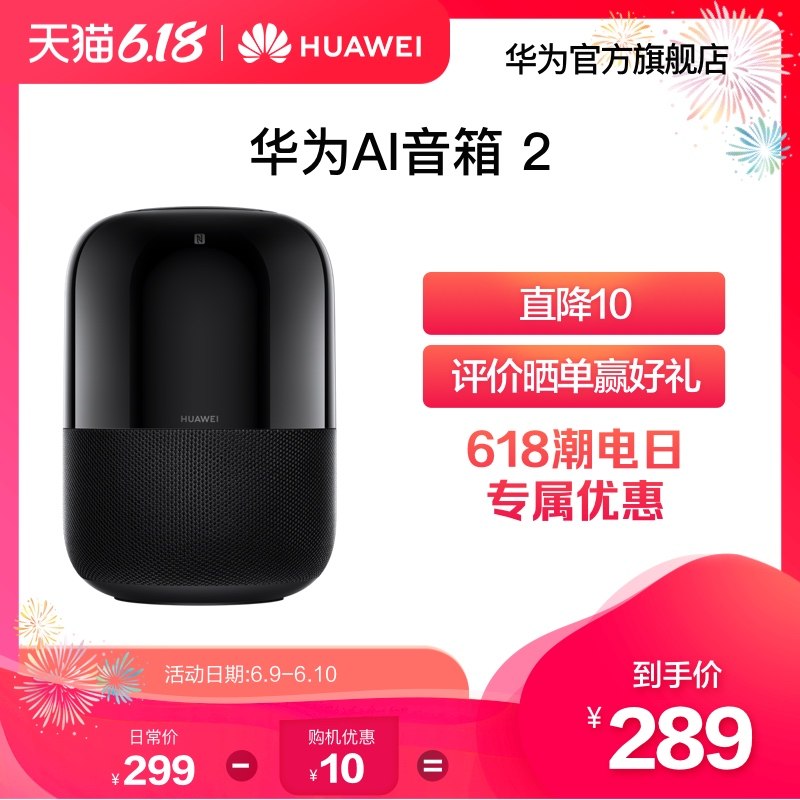 天猫6.18 HUAWEI
华为官方旗舰店
华为AI音箱 2
HUAWEI
直降10
评价晒单赢好礼
618潮电日
专属优惠
活动日期:6.9-6.10
到手价
¥289
日常价
¥299
-
购机优惠
¥10
=